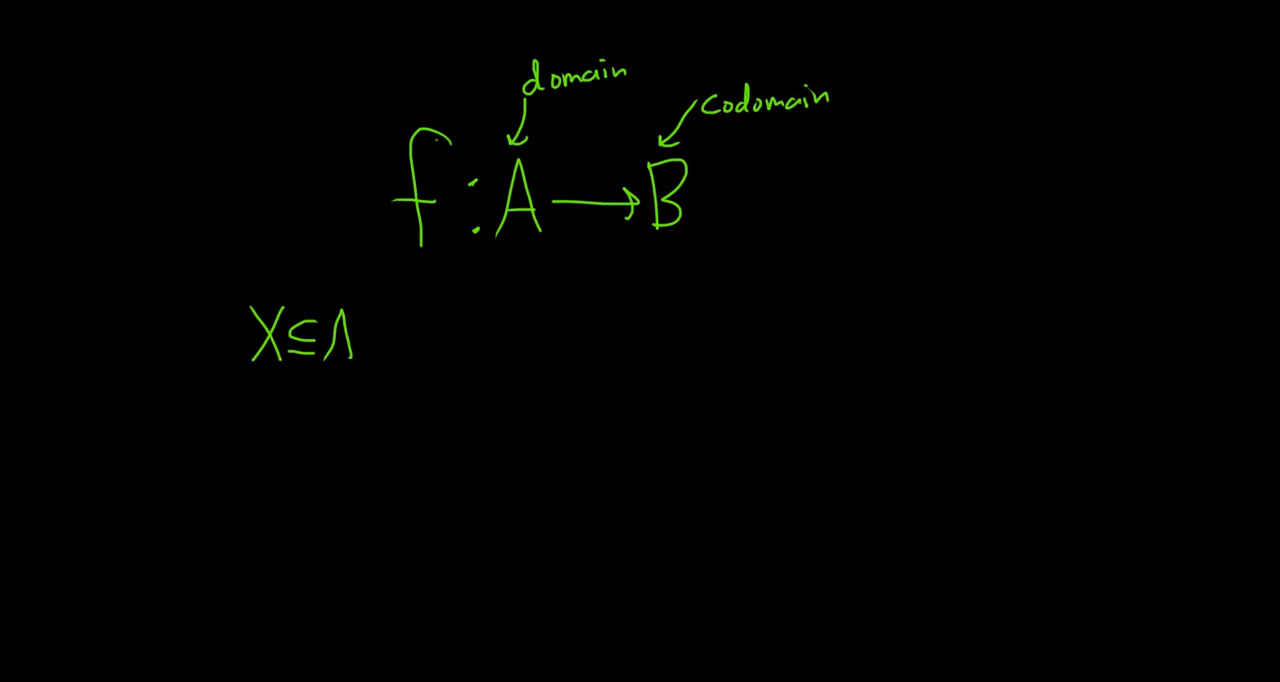 domain
codomain
f : A → B
X ⊆ Λ